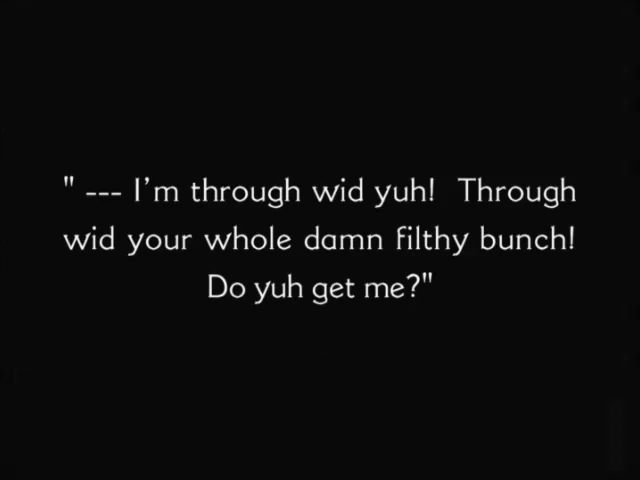 " --- I'm through wid yuh!  Through
wid your whole damn filthy bunch!
Do yuh get me?"